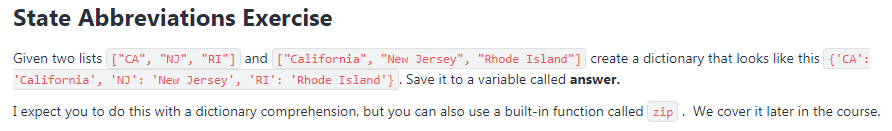 State Abbreviations Exercise
Given two lists ["CA", "NJ", "RI"] and ["California", "New Jersey", "Rhode Island"] create a dictionary that looks like this {'CA':
'California', 'NJ': 'New Jersey', 'RI': 'Rhode Island'} . Save it to a variable called answer.
I expect you to do this with a dictionary comprehension, but you can also use a built-in function called zip . We cover it later in the course.